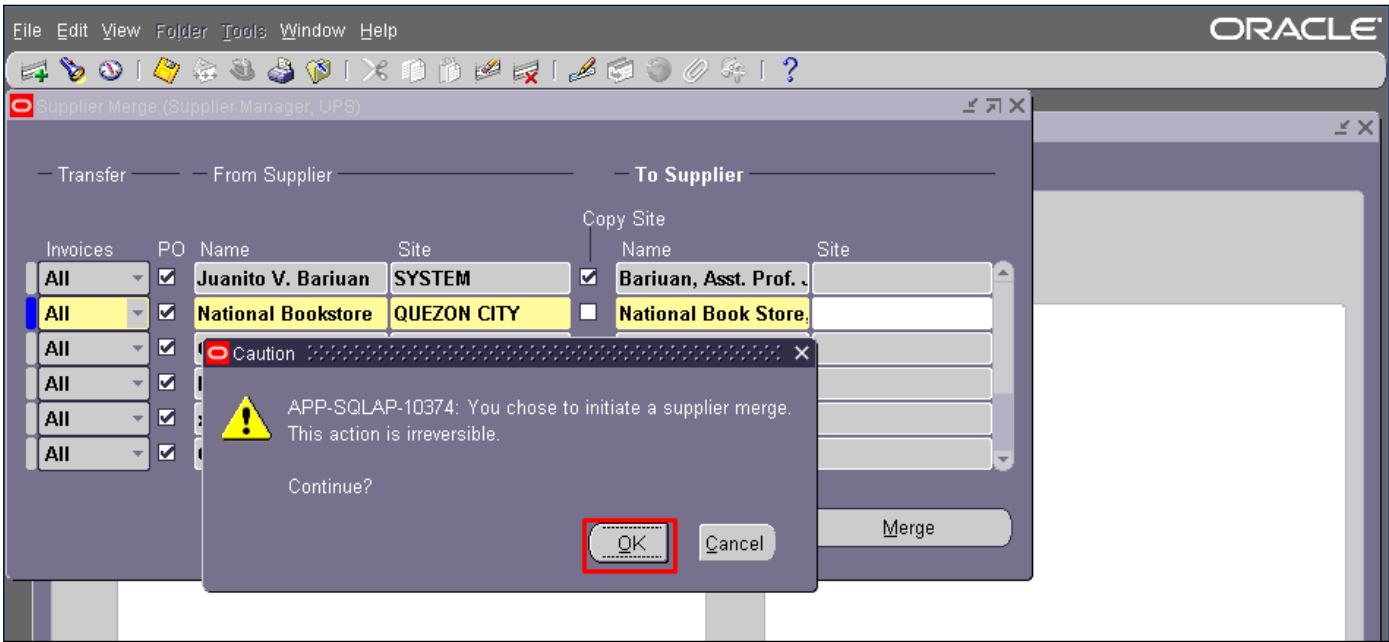 File Edit View Folder Tools Window Help
ORACLE
Supplier Merge (Supplier Manager, UPS)
Transfer From Supplier To Supplier
Copy Site
Invoices PO Name Site Name Site
All Juanito V. Bariuan SYSTEM Bariuan, Asst. Prof.
All National Bookstore QUEZON CITY National Book Store,
All
All
All
All
Caution
APP-SQLAP-10374: You chose to initiate a supplier merge.
This action is irreversible.
Continue?
OK Cancel
Merge